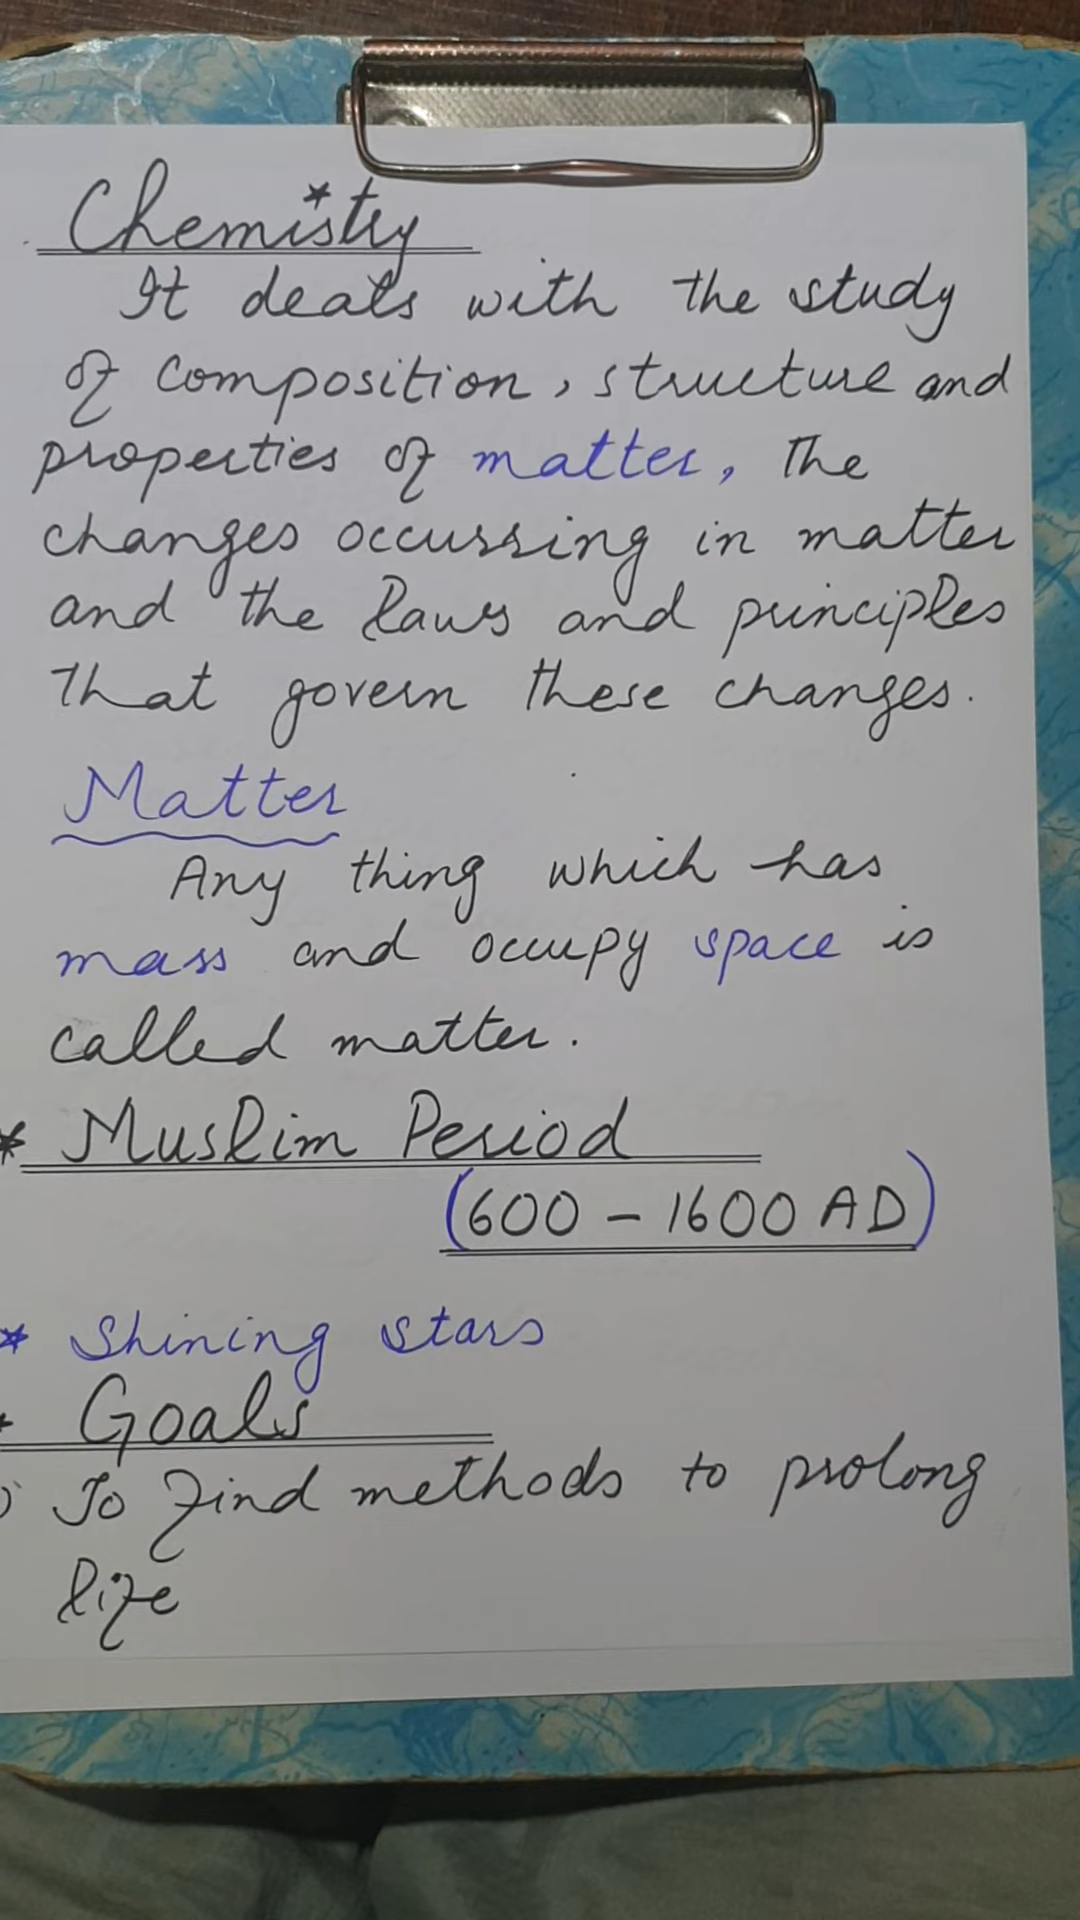 Chemistry
It deals with the study
of composition, structure and
properties of matter, The
changes occurring in matter
and the laws and principles
That govern these changes.
Matter
Any thing which has
mass and occupy space is
called matter.
* Muslim Period
(600 - 1600 AD)
* Shining stars
* Goals
To find methods to prolong
life